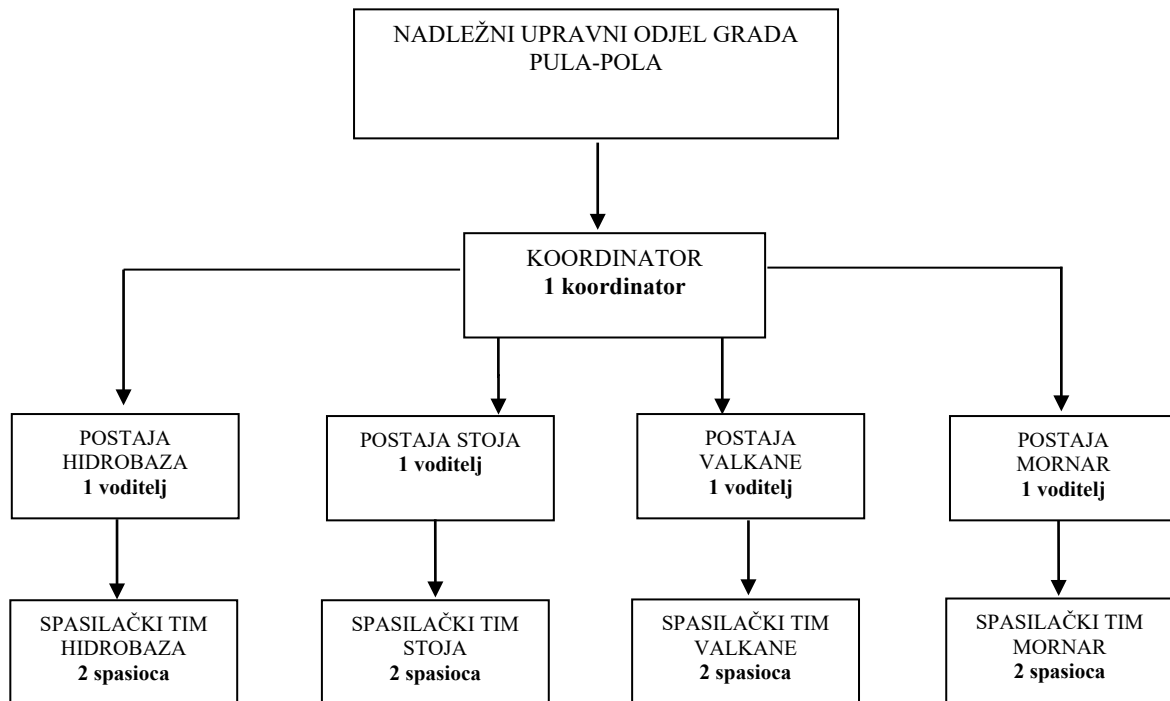 NADLEŽNI UPRAVNI ODJEL GRADA
PULA-POLA
KOORDINATOR
1 koordinator
POSTAJA
HIDROBAZA
1 voditelj
POSTAJA STOJA
1 voditelj
POSTAJA
VALKANE
1 voditelj
POSTAJA
MORNAR
1 voditelj
SPASILAČKI TIM
HIDROBAZA
2 spasioca
SPASILAČKI TIM
STOJA
2 spasioca
SPASILAČKI TIM
VALKANE
2 spasioca
SPASILAČKI TIM
MORNAR
2 spasioca